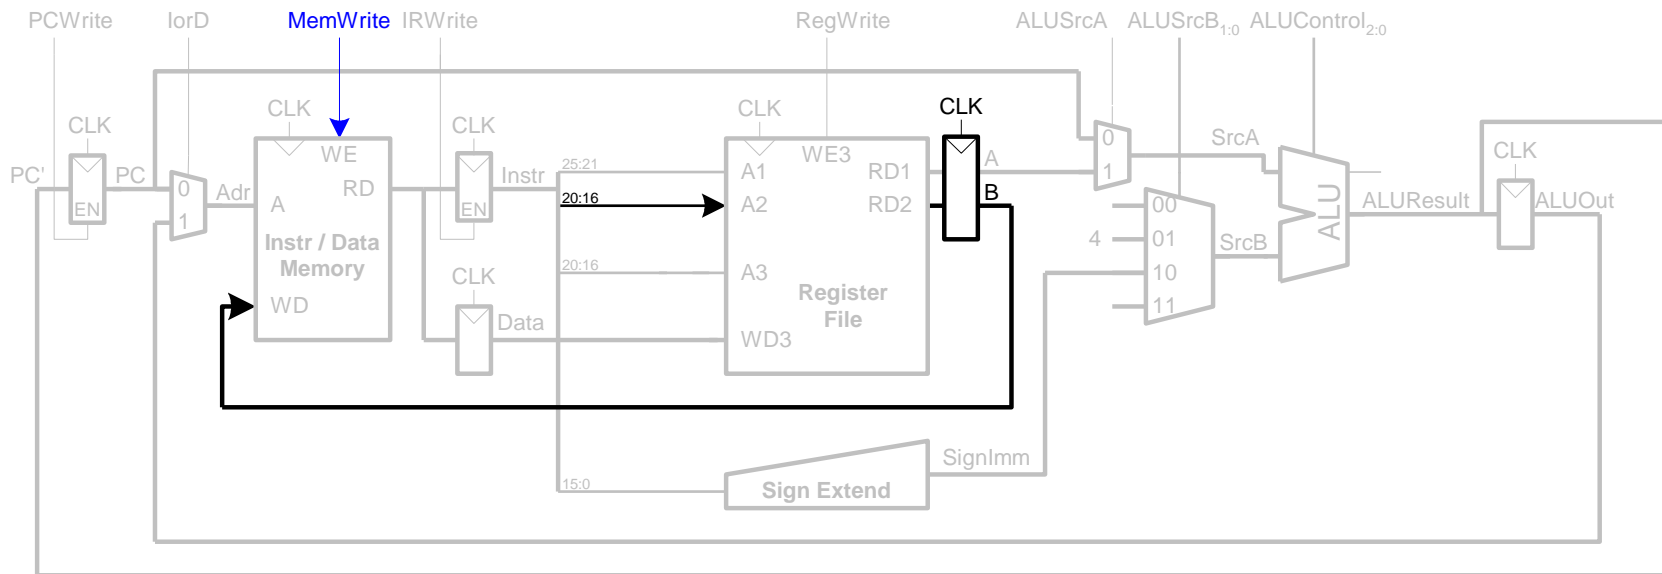 PCWrite IorD MemWrite IRWrite RegWrite ALUSrcA ALUSrcB1:0 ALUControl2:0
CLK CLK CLK CLK CLK CLK
PC' PC EN
0 1 Adr
WE RD A
Instr / Data
Memory
WD
EN Instr
CLK
Data
25:21
20:16
20:16
15:0
A1 WE3 RD1
A2 RD2
A3
Register
File
WD3
A
B
0
1
SrcA
00
4 01
10
11
SrcB
ALU
ALUResult
ALUOut
SignImm
Sign Extend